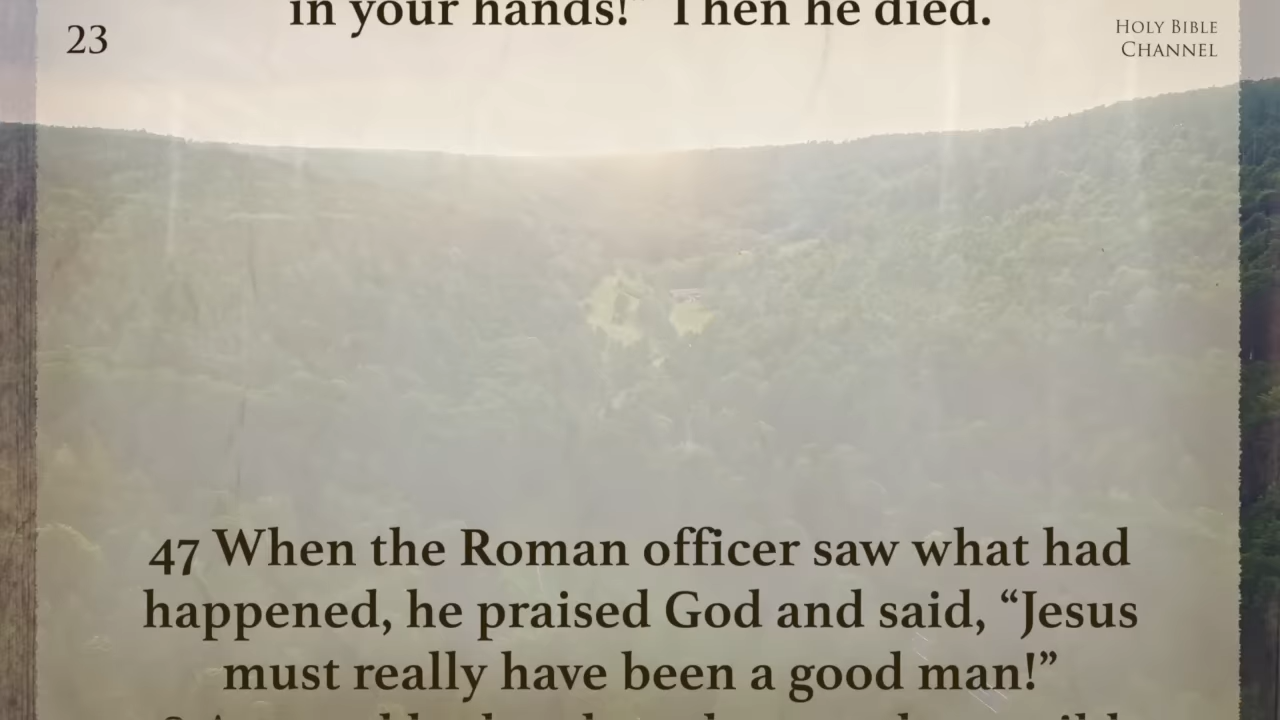 in your hands!" Then he died.
23
HOLY BIBLE
CHANNEL
47 When the Roman officer saw what had
happened, he praised God and said, “Jesus
must really have been a good man!”